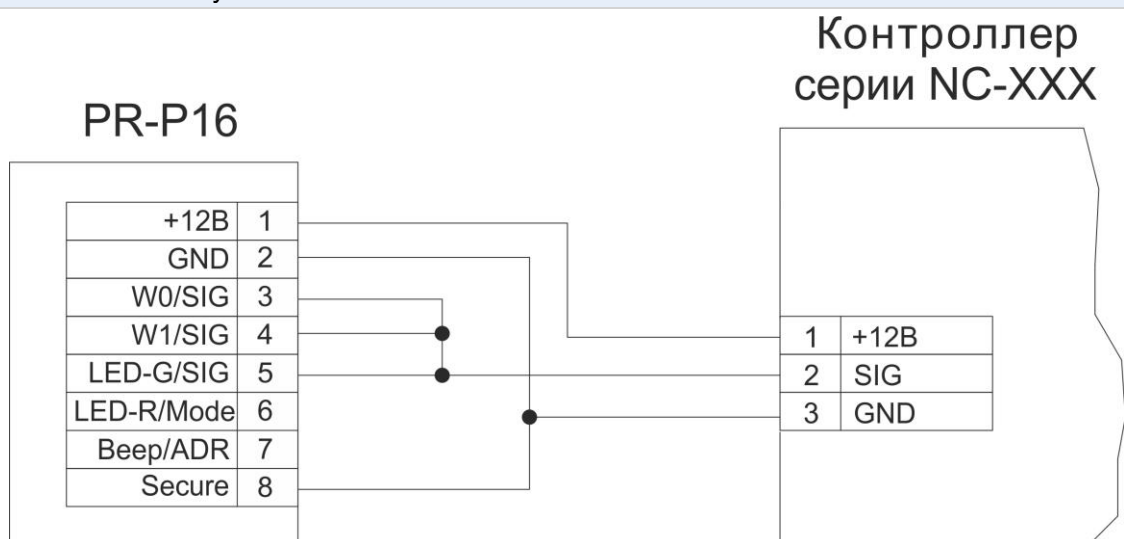 Контроллер
серии NC-XXX
PR-P16
+12В 1
GND 2
W0/SIG 3
W1/SIG 4
LED-G/SIG 5
LED-R/Mode 6
Beep/ADR 7
Secure 8
1 +12В
2 SIG
3 GND